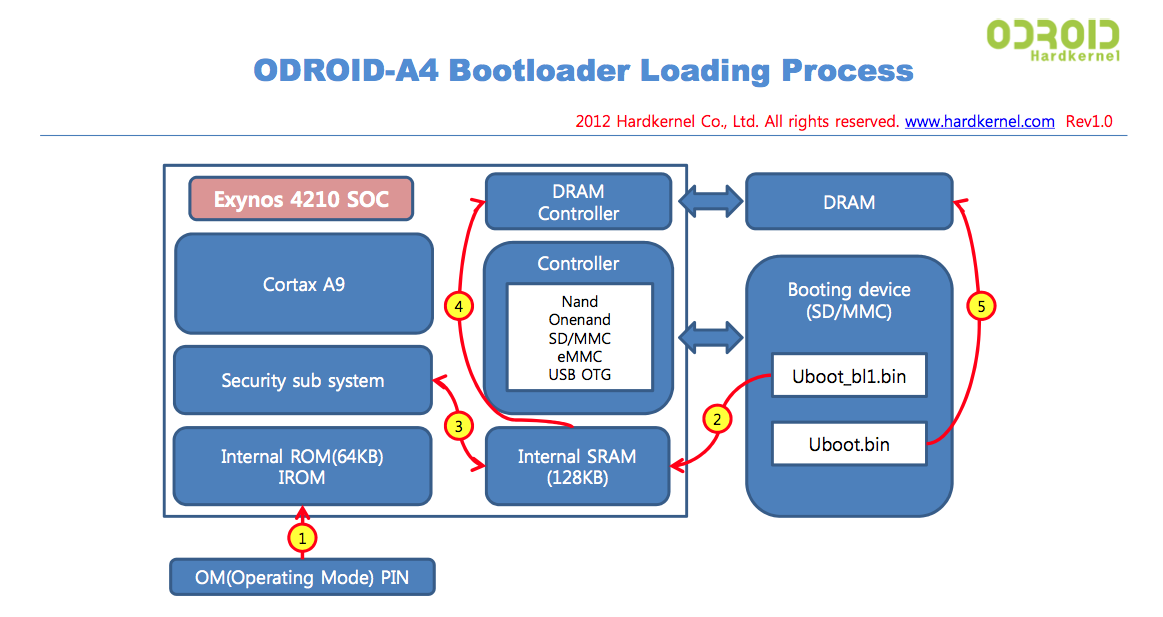 ODROID
Hardkernel
ODROID-A4 Bootloader Loading Process
2012 Hardkernel Co., Ltd. All rights reserved. www.hardkernel.com Rev1.0
Exynos 4210 SOC
DRAM
Controller
DRAM
Cortax A9
Controller
Nand
Onenand
SD/MMC
eMMC
USB OTG
Booting device
(SD/MMC)
4
5
Security sub system
Uboot_bl1.bin
3
2
Uboot.bin
Internal ROM(64KB)
IROM
Internal SRAM
(128KB)
1
OM(Operating Mode) PIN